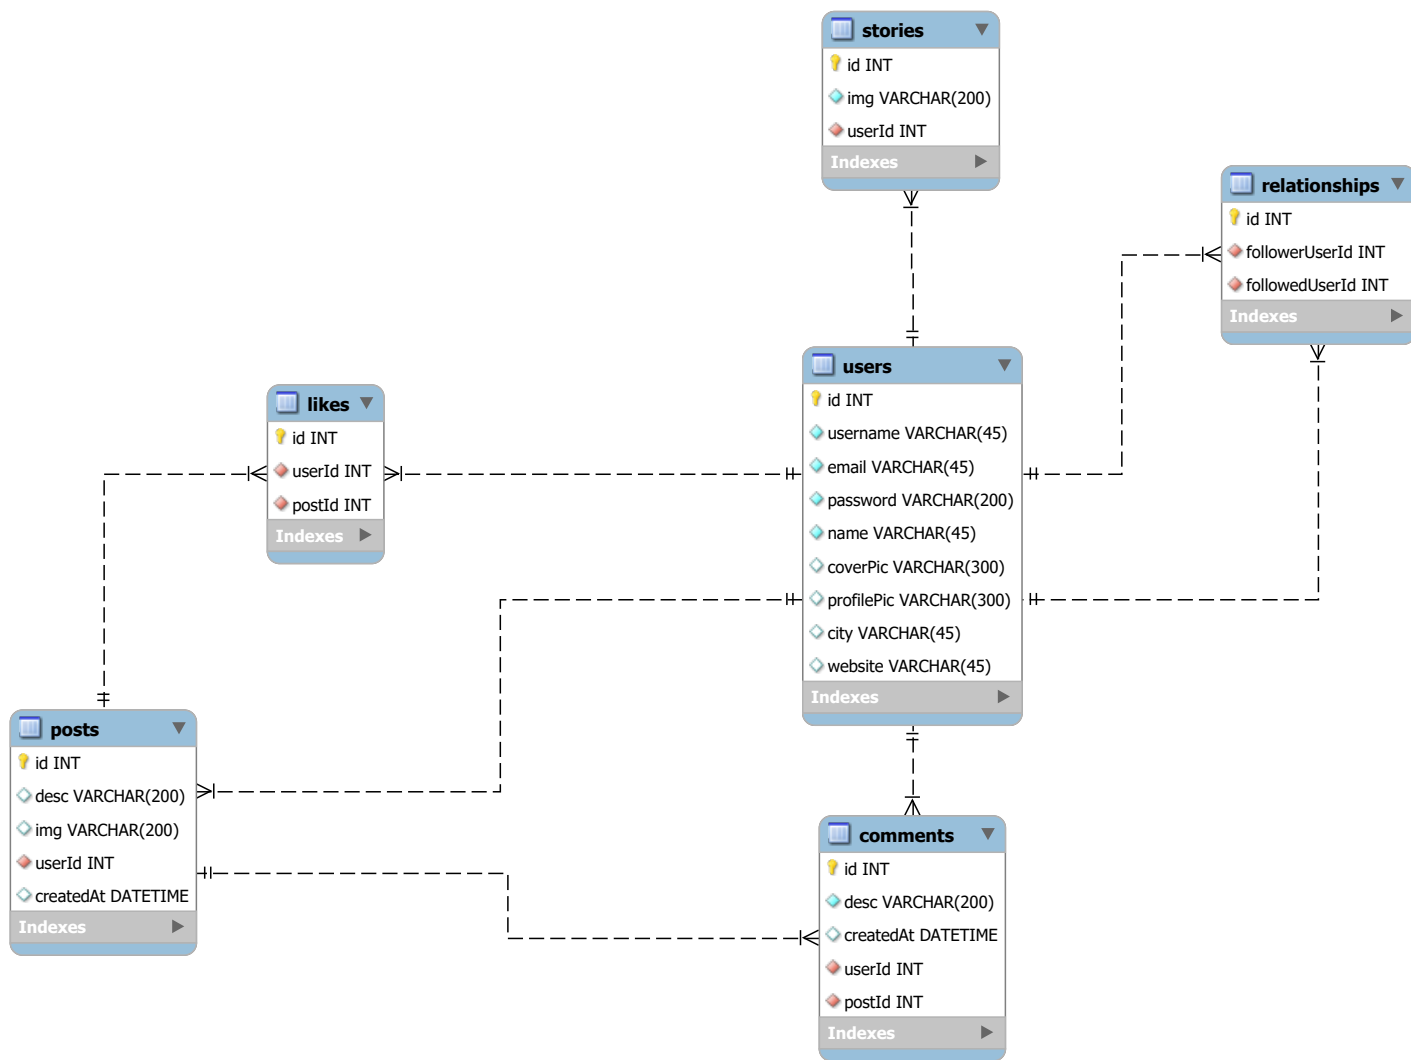 stories
id INT
img VARCHAR(200)
userId INT
Indexes
relationships
id INT
followerUserId INT
followedUserId INT
Indexes
users
id INT
username VARCHAR(45)
email VARCHAR(45)
password VARCHAR(200)
name VARCHAR(45)
coverPic VARCHAR(300)
profilePic VARCHAR(300)
city VARCHAR(45)
website VARCHAR(45)
Indexes
likes
id INT
userId INT
postId INT
Indexes
posts
id INT
desc VARCHAR(200)
img VARCHAR(200)
userId INT
createdAt DATETIME
Indexes
comments
id INT
desc VARCHAR(200)
createdAt DATETIME
userId INT
postId INT
Indexes